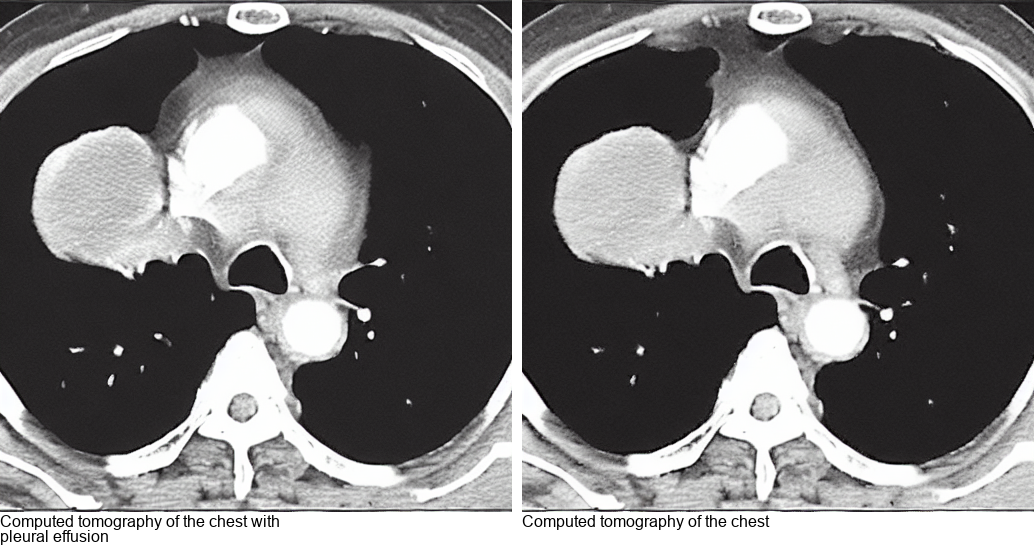 Computed tomography of the chest with
pleural effusion
Computed tomography of the chest